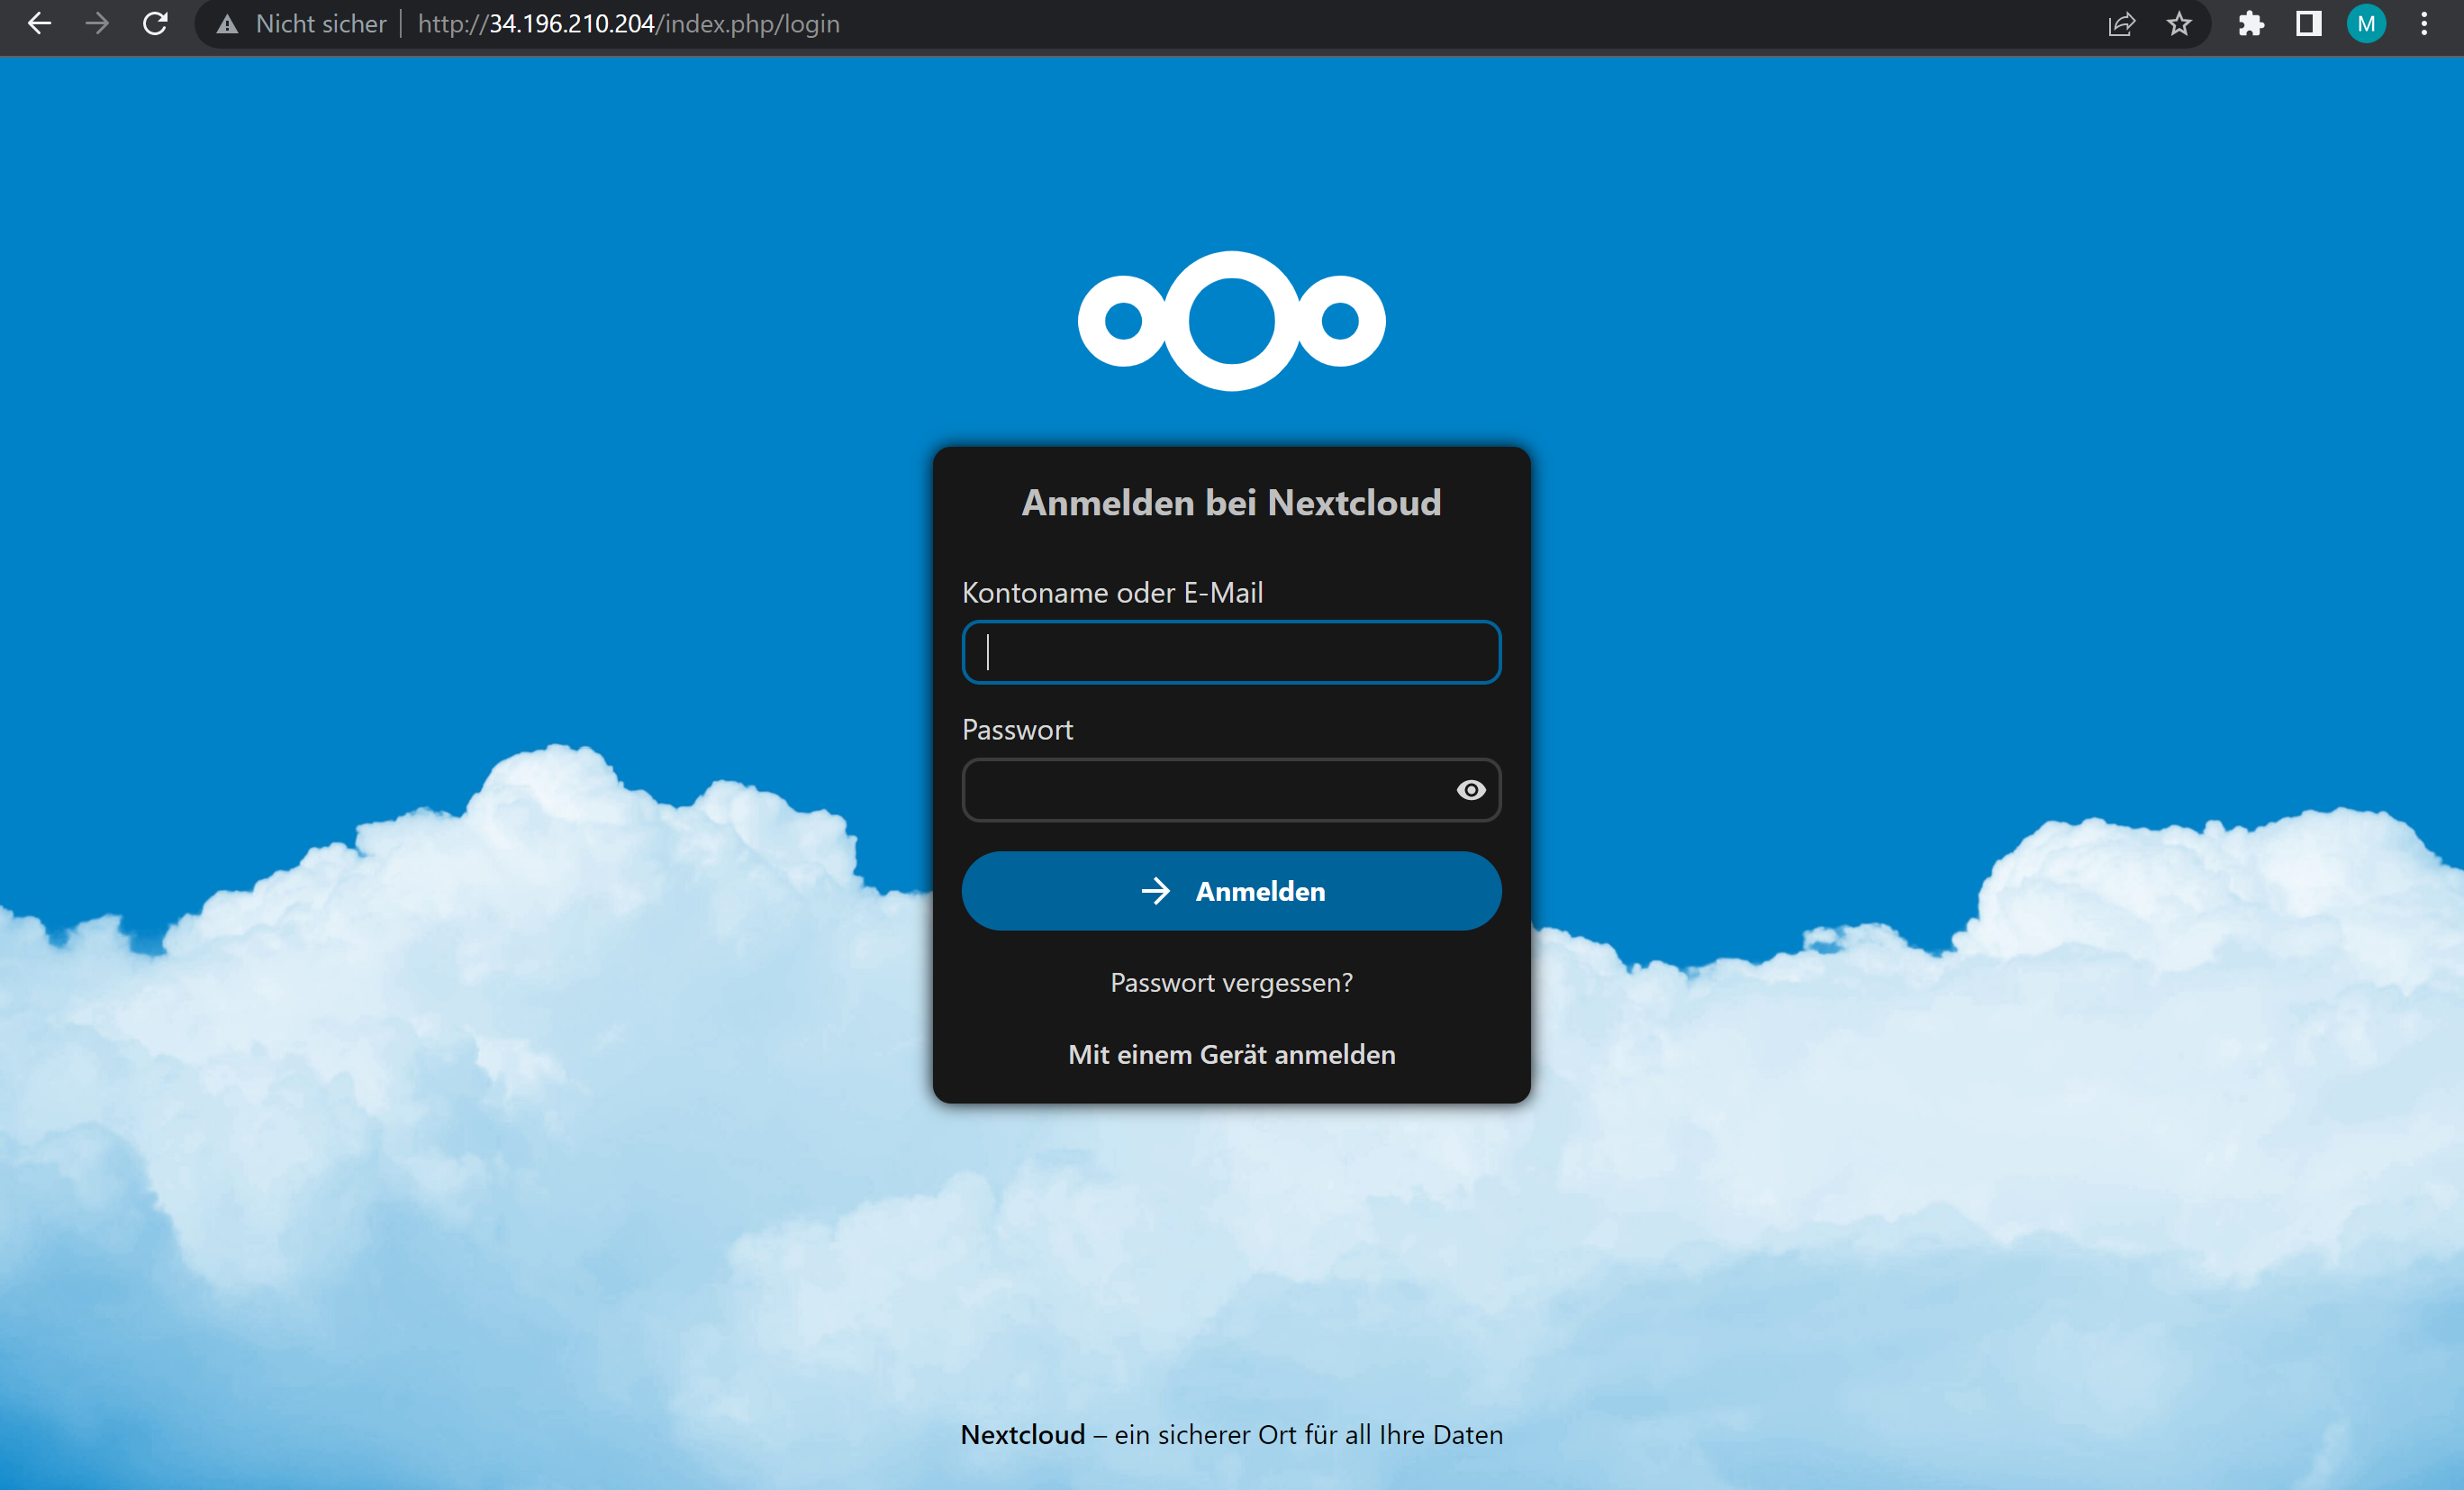 Nicht sicher | http://34.196.210.204/index.php/login
M
Anmelden bei Nextcloud
Kontoname oder E-Mail
Passwort
Anmelden
Passwort vergessen?
Mit einem Gerät anmelden
Nextcloud – ein sicherer Ort für all Ihre Daten